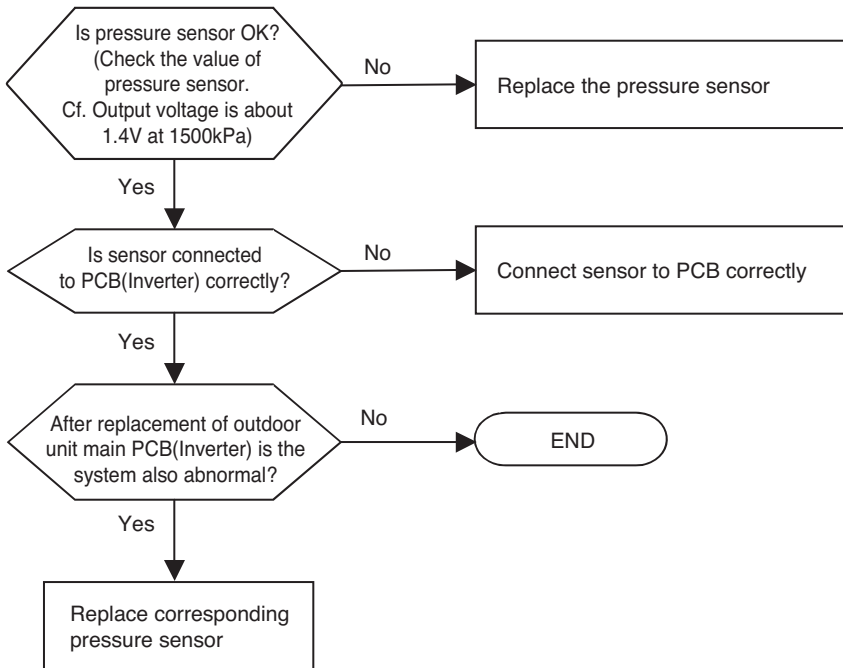 Is pressure sensor OK?
(Check the value of
pressure sensor.
Cf. Output voltage is about
1.4V at 1500kPa)
No
Replace the pressure sensor
Yes
Is sensor connected
to PCB(Inverter) correctly?
No
Connect sensor to PCB correctly
Yes
After replacement of outdoor
unit main PCB(Inverter) is the
system also abnormal?
No
END
Yes
Replace corresponding
pressure sensor